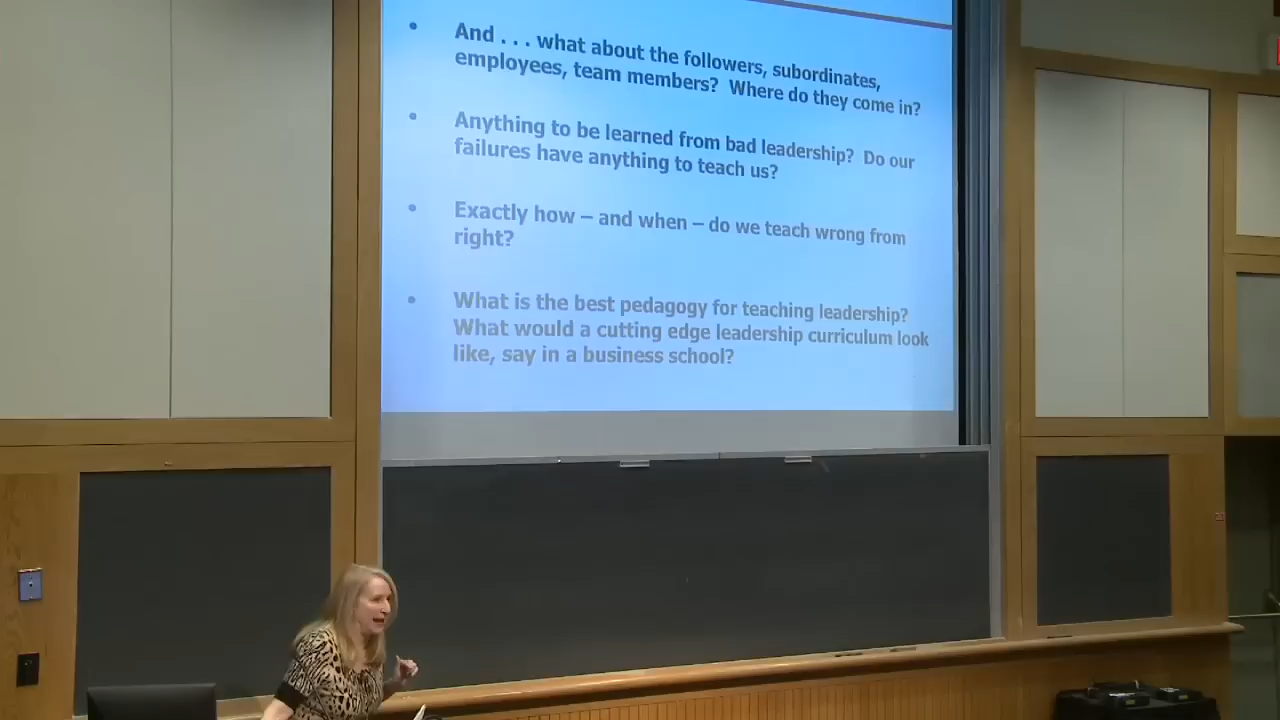 And . . . what about the followers, subordinates,
employees, team members? Where do they come in?
Anything to be learned from bad leadership? Do our
failures have anything to teach us?
Exactly how – and when – do we teach wrong from
right?
What is the best pedagogy for teaching leadership?
What would a cutting edge leadership curriculum look
like, say in a business school?